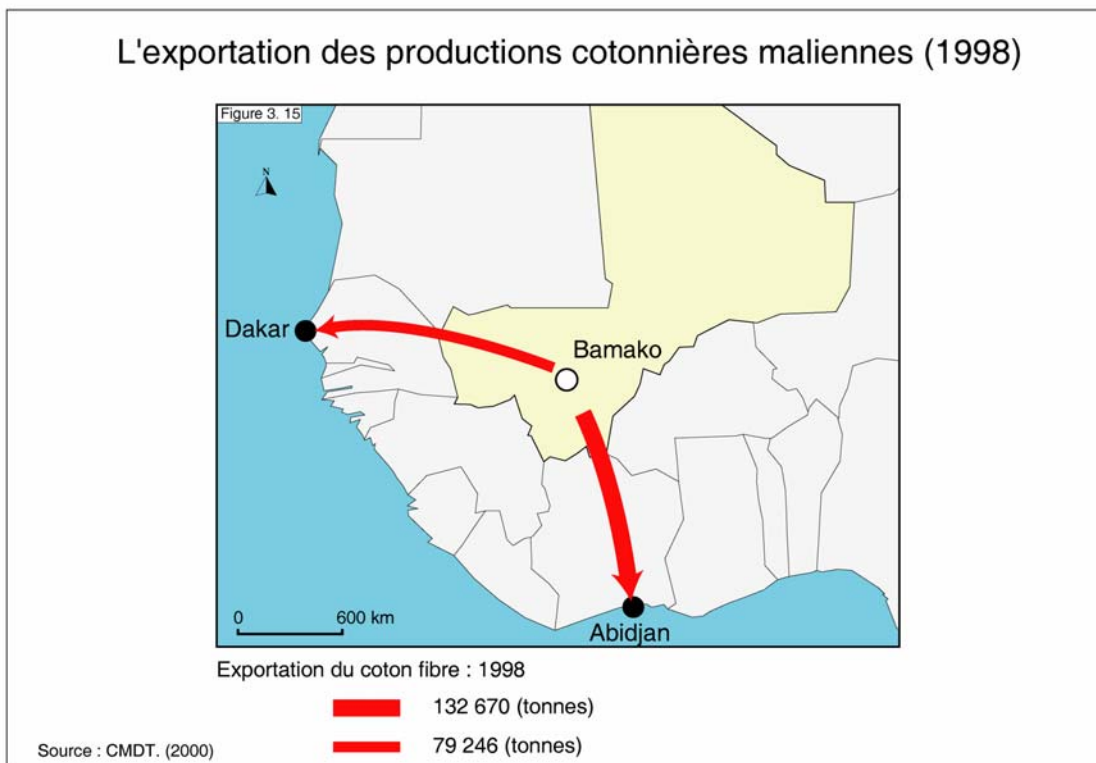 L'exportation des productions cotonnières maliennes (1998)
Figure 3. 15
N
Dakar
Bamako
0 600 km
Abidjan
Exportation du coton fibre : 1998
132 670 (tonnes)
79 246 (tonnes)
Source : CMDT. (2000)